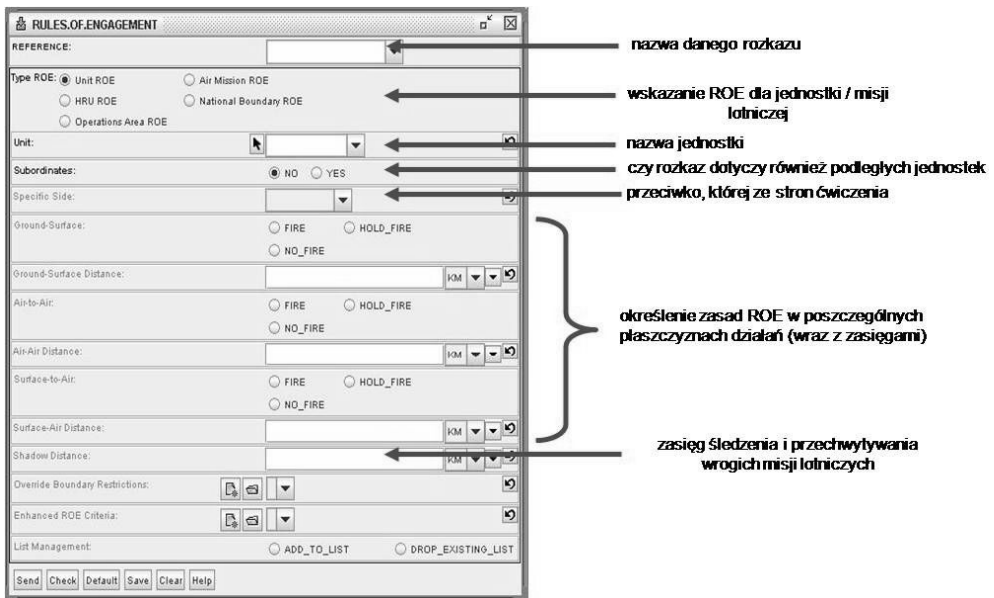 RULES.OF.ENGAGEMENT
REFERENCE:
nazwa danego rozkazu
Type ROE: Unit ROE Air Mission ROE
HRU ROE National Boundary ROE
Operations Area ROE
wskazanie ROE dla jednostki / misji
lotniczej
Unit:
nazwa jednostki
Subordinates: NO YES
czy rozkaz dotyczy również podległych jednostek
Specific Side:
przeciwko, której ze stron ćwiczenia
Ground-Surface: FIRE HOLD_FIRE
NO_FIRE
Ground-Surface Distance: KM
Air-to-Air: FIRE HOLD_FIRE
NO_FIRE
określenie zasad ROE w poszczególnych
płaszczyznach działań (wraz z zasięgami)
Air-Air Distance: KM
Surface-to-Air: FIRE HOLD_FIRE
NO_FIRE
Surface-Air Distance: KM
Shadow Distance: KM
zasięg śledzenia i przechwytywania
wrogich misji lotniczych
Override Boundary Restrictions:
Enhanced ROE Criteria:
List Management: ADD_TO_LIST DROP_EXISTING_LIST
Send Check Default Save Clear Help